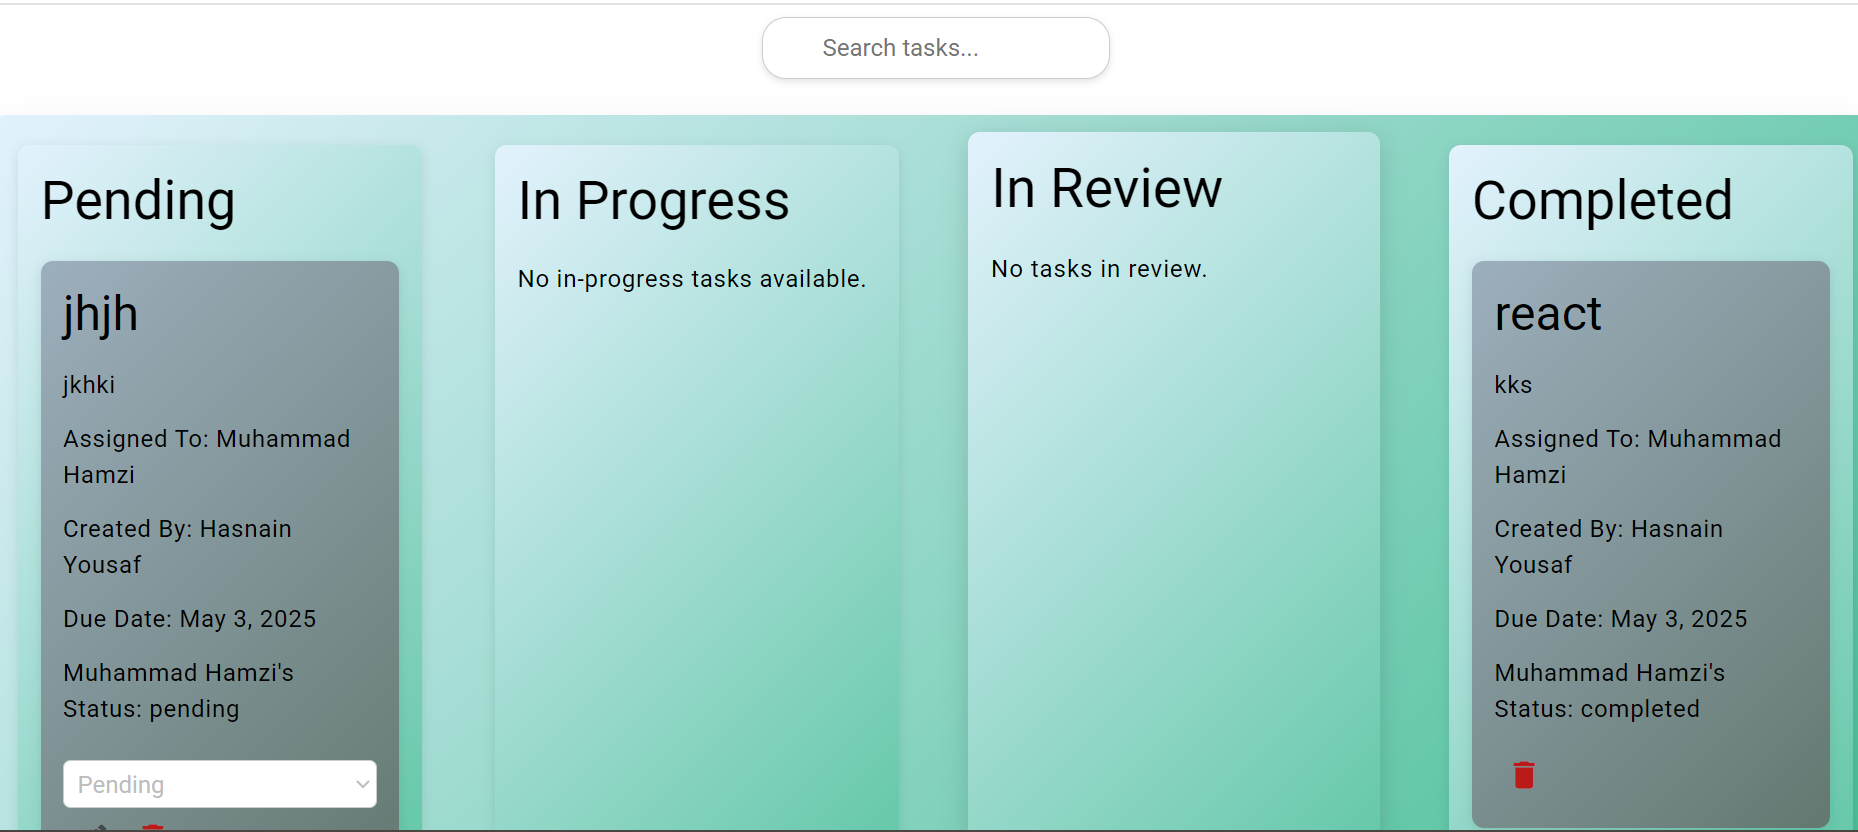 Search tasks...
Pending
jhjh
jkhki
Assigned To: Muhammad
Hamzi
Created By: Hasnain
Yousaf
Due Date: May 3, 2025
Muhammad Hamzi's
Status: pending
Pending
In Progress
No in-progress tasks available.
In Review
No tasks in review.
Completed
react
kks
Assigned To: Muhammad
Hamzi
Created By: Hasnain
Yousaf
Due Date: May 3, 2025
Muhammad Hamzi's
Status: completed